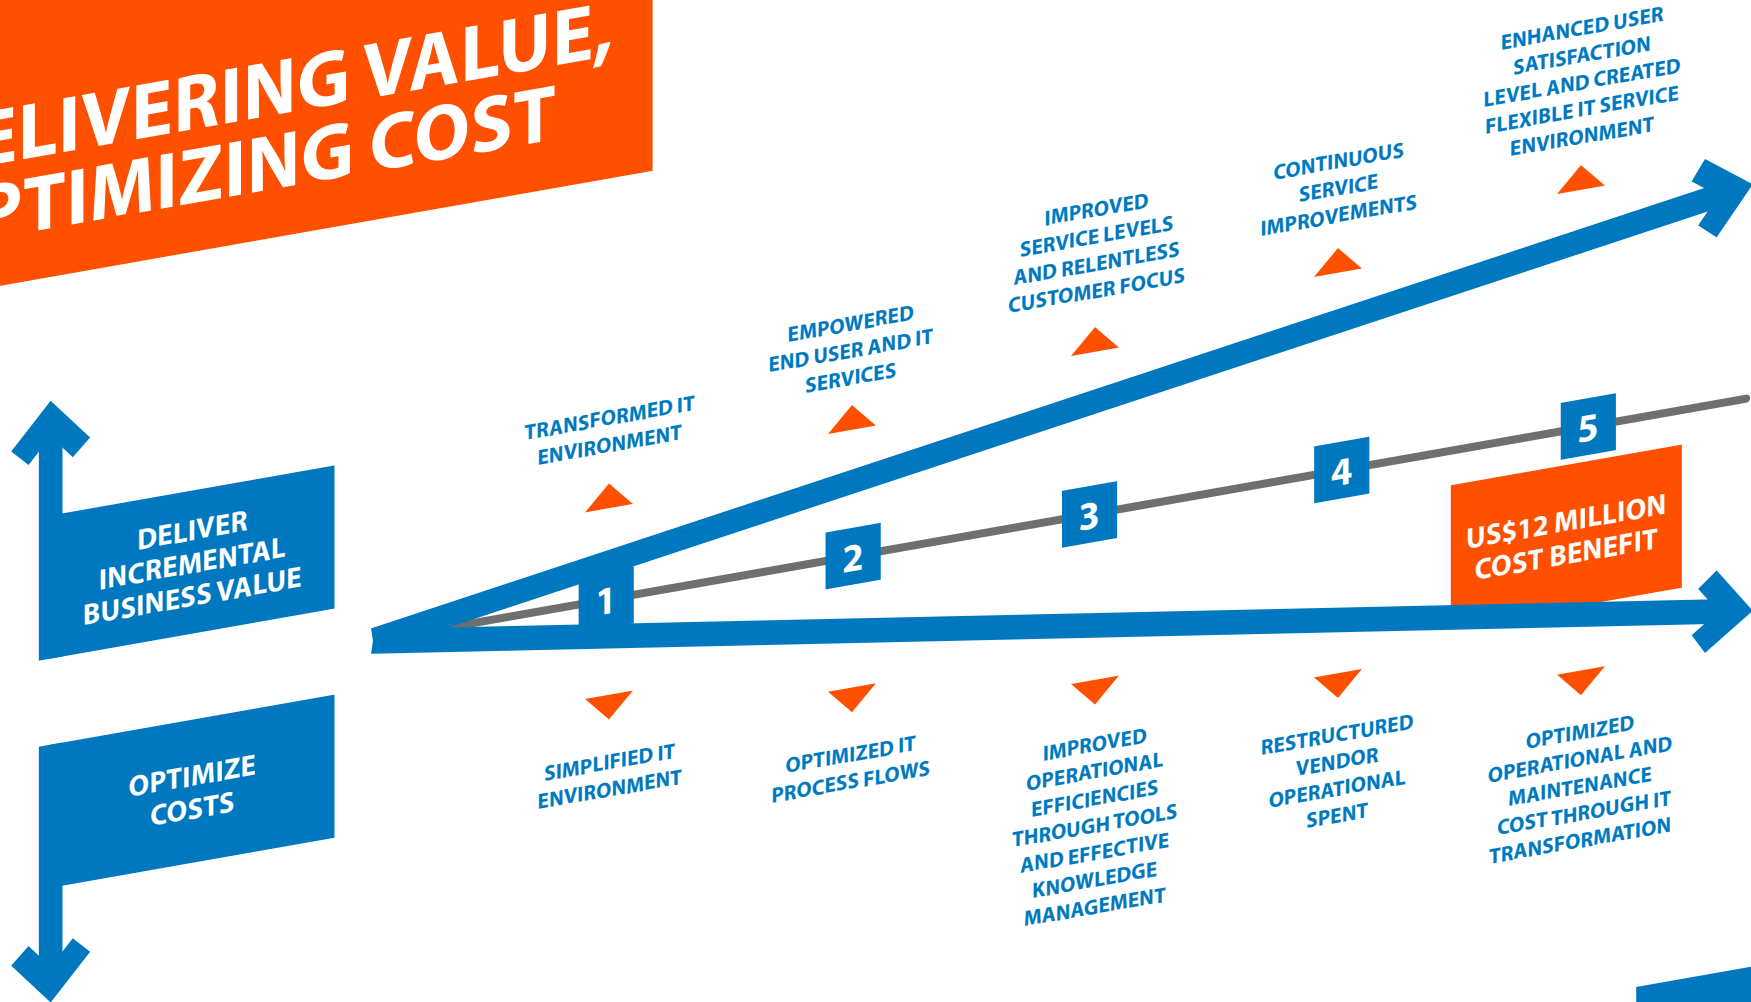 ELIVERING VALUE,
PTIMIZING COST
ENHANCED USER
SATISFACTION
LEVEL AND CREATED
FLEXIBLE IT SERVICE
ENVIRONMENT
CONTINUOUS
SERVICE
IMPROVEMENTS
IMPROVED
SERVICE LEVELS
AND RELENTLESS
CUSTOMER FOCUS
EMPOWERED
END USER AND IT
SERVICES
TRANSFORMED IT
ENVIRONMENT
DELIVER
INCREMENTAL
BUSINESS VALUE
1
2
3
4
5
US$12 MILLION
COST BENEFIT
OPTIMIZE
COSTS
SIMPLIFIED IT
ENVIRONMENT
OPTIMIZED IT
PROCESS FLOWS
IMPROVED
OPERATIONAL
EFFICIENCIES
THROUGH TOOLS
AND EFFECTIVE
KNOWLEDGE
MANAGEMENT
RESTRUCTURED
VENDOR
OPERATIONAL
SPENT
OPTIMIZED
OPERATIONAL AND
MAINTENANCE
COST THROUGH IT
TRANSFORMATION